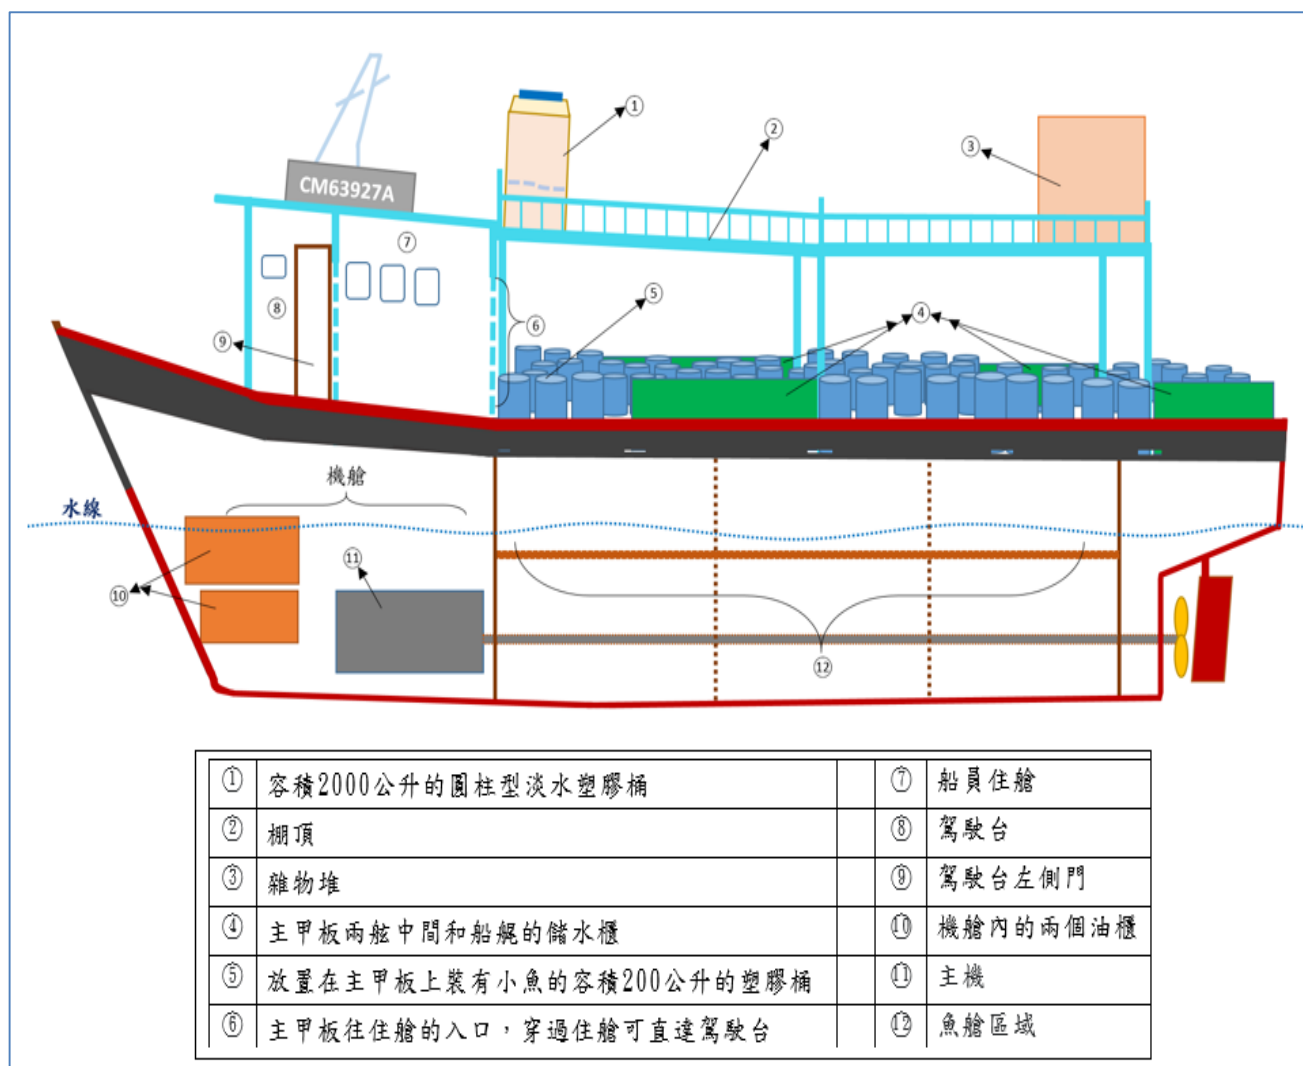 ①
②
③
CM63927A
⑦
⑧
⑤
④
⑥
⑨
機艙
水線
⑪
⑩
⑫
① 容積2000公升的圓柱型淡水塑膠桶 ⑦ 船員住艙
② 棚頂 ⑧ 駕駛台
③ 雜物堆 ⑨ 駕駛台左側門
④ 主甲板兩舷中間和船艉的儲水櫃 ⑩ 機艙內的兩個油櫃
⑤ 放置在主甲板上裝有小魚的容積200公升的塑膠桶 ⑪ 主機
⑥ 主甲板往住艙的入口，穿過住艙可直達駕駛台 ⑫ 魚艙區域